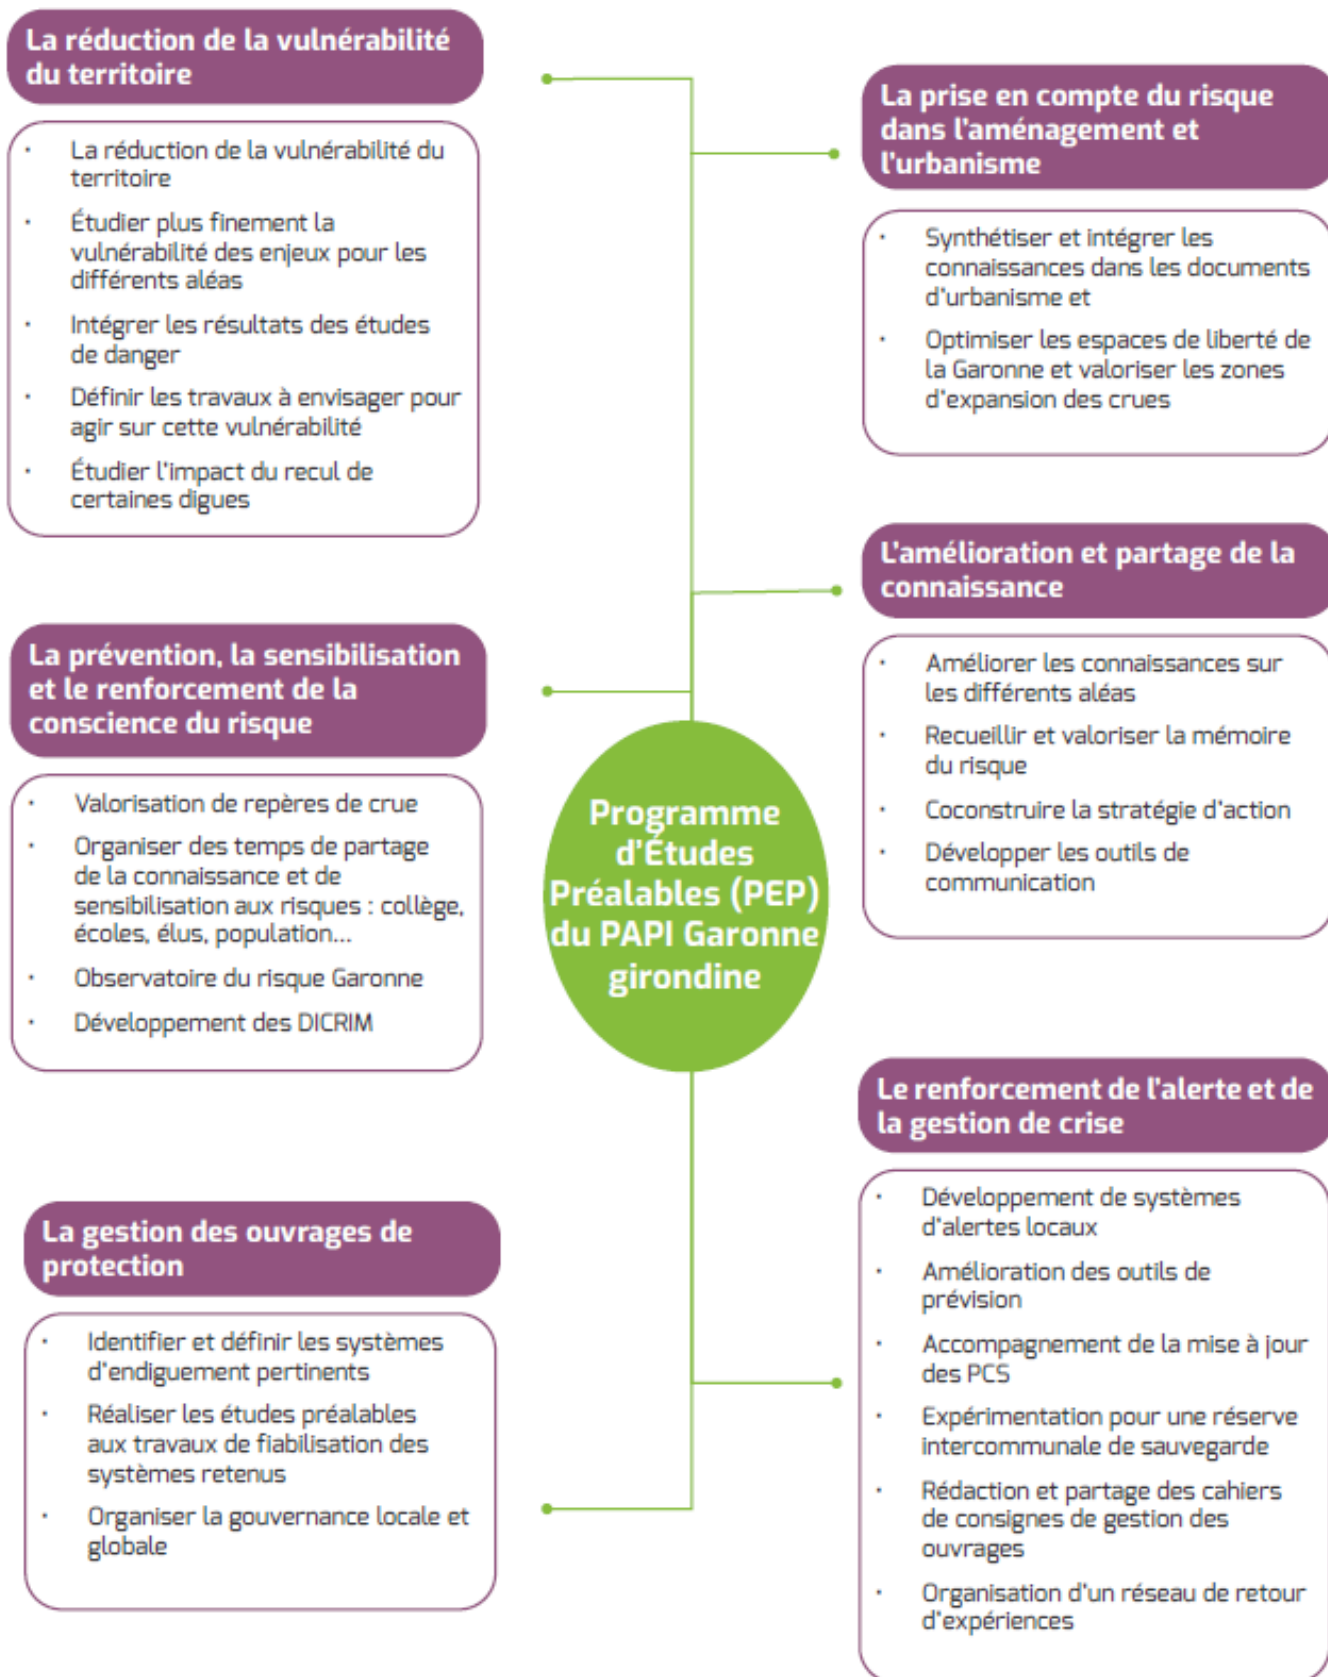 La réduction de la vulnérabilité
du territoire
· La réduction de la vulnérabilité du
territoire
· Étudier plus finement la
vulnérabilité des enjeux pour les
différents aléas
· Intégrer les résultats des études
de danger
· Définir les travaux à envisager pour
agir sur cette vulnérabilité
· Étudier l'impact du recul de
certaines digues
La prise en compte du risque
dans l'aménagement et
l'urbanisme
· Synthétiser et intégrer les
connaissances dans les documents
d'urbanisme et
· Optimiser les espaces de liberté de
la Garonne et valoriser les zones
d'expansion des crues
La prévention, la sensibilisation
et le renforcement de la
conscience du risque
· Valorisation de repères de crue
· Organiser des temps de partage
de la connaissance et de
sensibilisation aux risques : collège,
écoles, élus, population...
· Observatoire du risque Garonne
· Développement des DICRIM
L'amélioration et partage de la
connaissance
· Améliorer les connaissances sur
les différents aléas
· Recueillir et valoriser la mémoire
du risque
· Coconstruire la stratégie d'action
· Développer les outils de
communication
Programme
d'Études
Préalables (PEP)
du PAPI Garonne
girondine
La gestion des ouvrages de
protection
· Identifier et définir les systèmes
d'endiguement pertinents
· Réaliser les études préalables
aux travaux de fiabilisation des
systèmes retenus
· Organiser la gouvernance locale et
globale
Le renforcement de l'alerte et de
la gestion de crise
· Développement de systèmes
d'alertes locaux
· Amélioration des outils de
prévision
· Accompagnement de la mise à jour
des PCS
· Expérimentation pour une réserve
intercommunale de sauvegarde
· Rédaction et partage des cahiers
de consignes de gestion des
ouvrages
· Organisation d'un réseau de retour
d'expériences